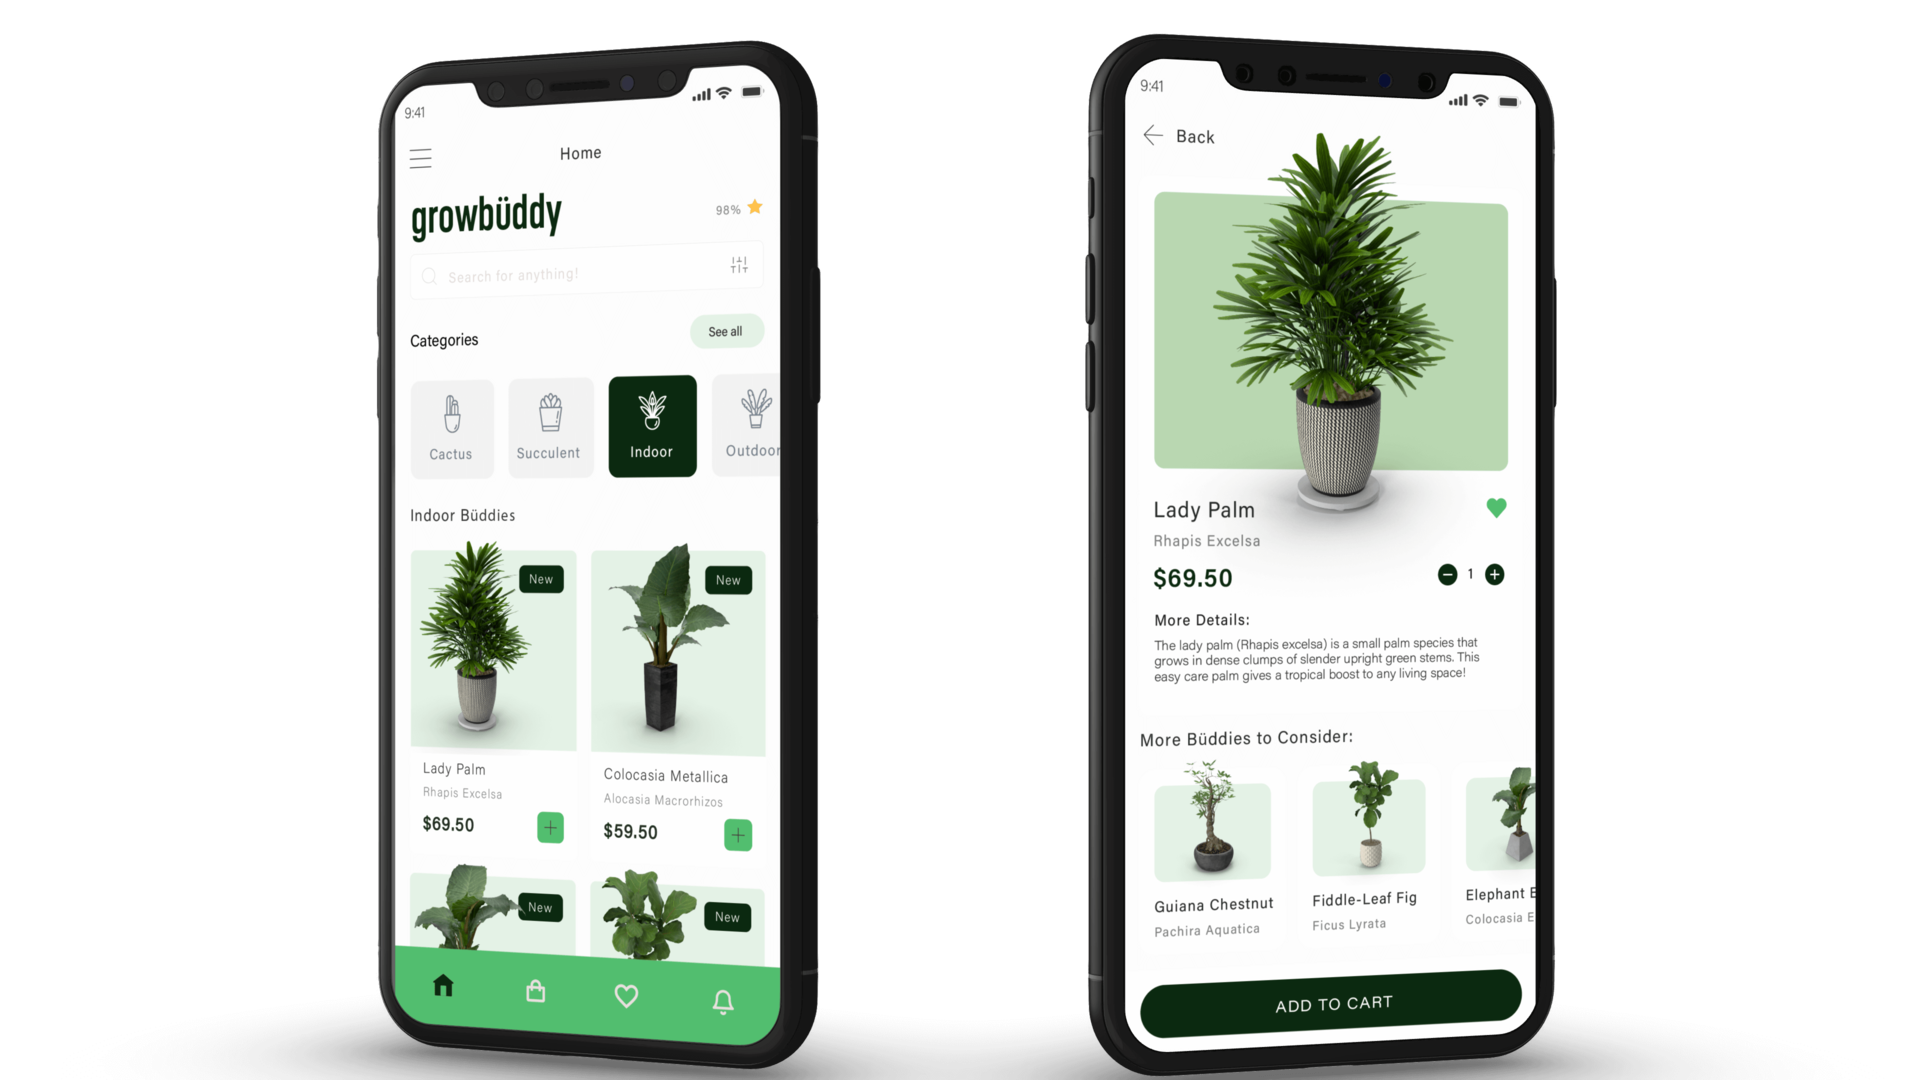 9:41
Home
growbüddy
98%
Search for anything!
Categories
See all
Cactus
Succulent
Indoor
Outdoor
Indoor Büddies
New
New
Lady Palm
Rhapis Excelsa
$69.50
Colocasia Metallica
Alocasia Macrorhizos
$59.50
New
New
9:41
Back
Lady Palm
Rhapis Excelsa
$69.50
1
More Details:
The lady palm (Rhapis excelsa) is a small palm species that
grows in dense clumps of slender upright green stems. This
easy care palm gives a tropical boost to any living space!
More Büddies to Consider:
Guiana Chestnut
Pachira Aquatica
Fiddle-Leaf Fig
Ficus Lyrata
Elephant E
Colocasia E
ADD TO CART